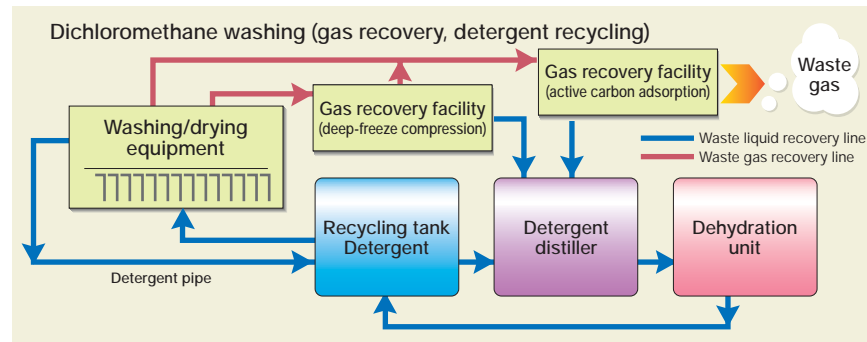 Dichloromethane washing (gas recovery, detergent recycling)
Gas recovery facility
(active carbon adsorption)
Waste
gas
Gas recovery facility
(deep-freeze compression)
Washing/drying
equipment
Waste liquid recovery line
Waste gas recovery line
Recycling tank
Detergent
Detergent
distiller
Dehydration
unit
Detergent pipe